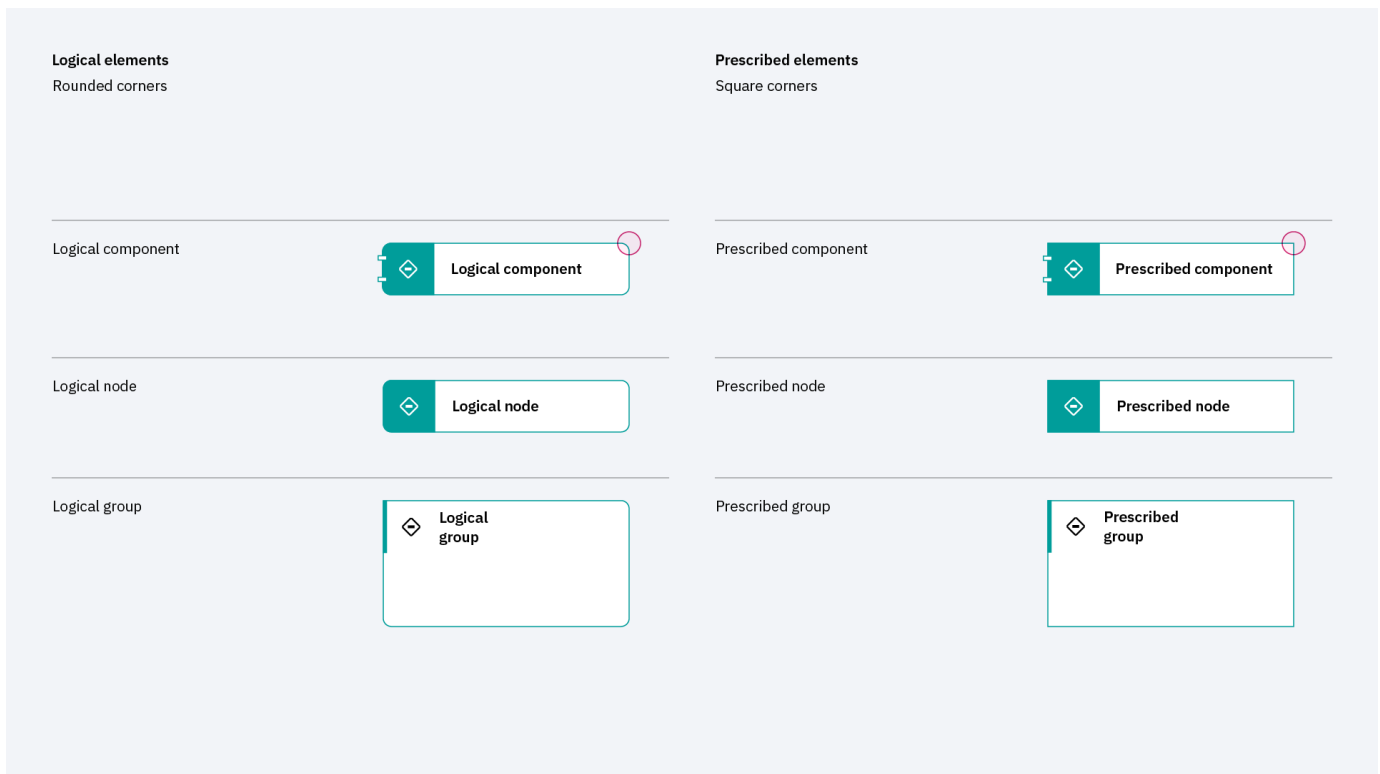 Logical elements
Rounded corners
Logical component
Logical component
Logical node
Logical node
Logical group
Logical
group
Prescribed elements
Square corners
Prescribed component
Prescribed component
Prescribed node
Prescribed node
Prescribed group
Prescribed
group